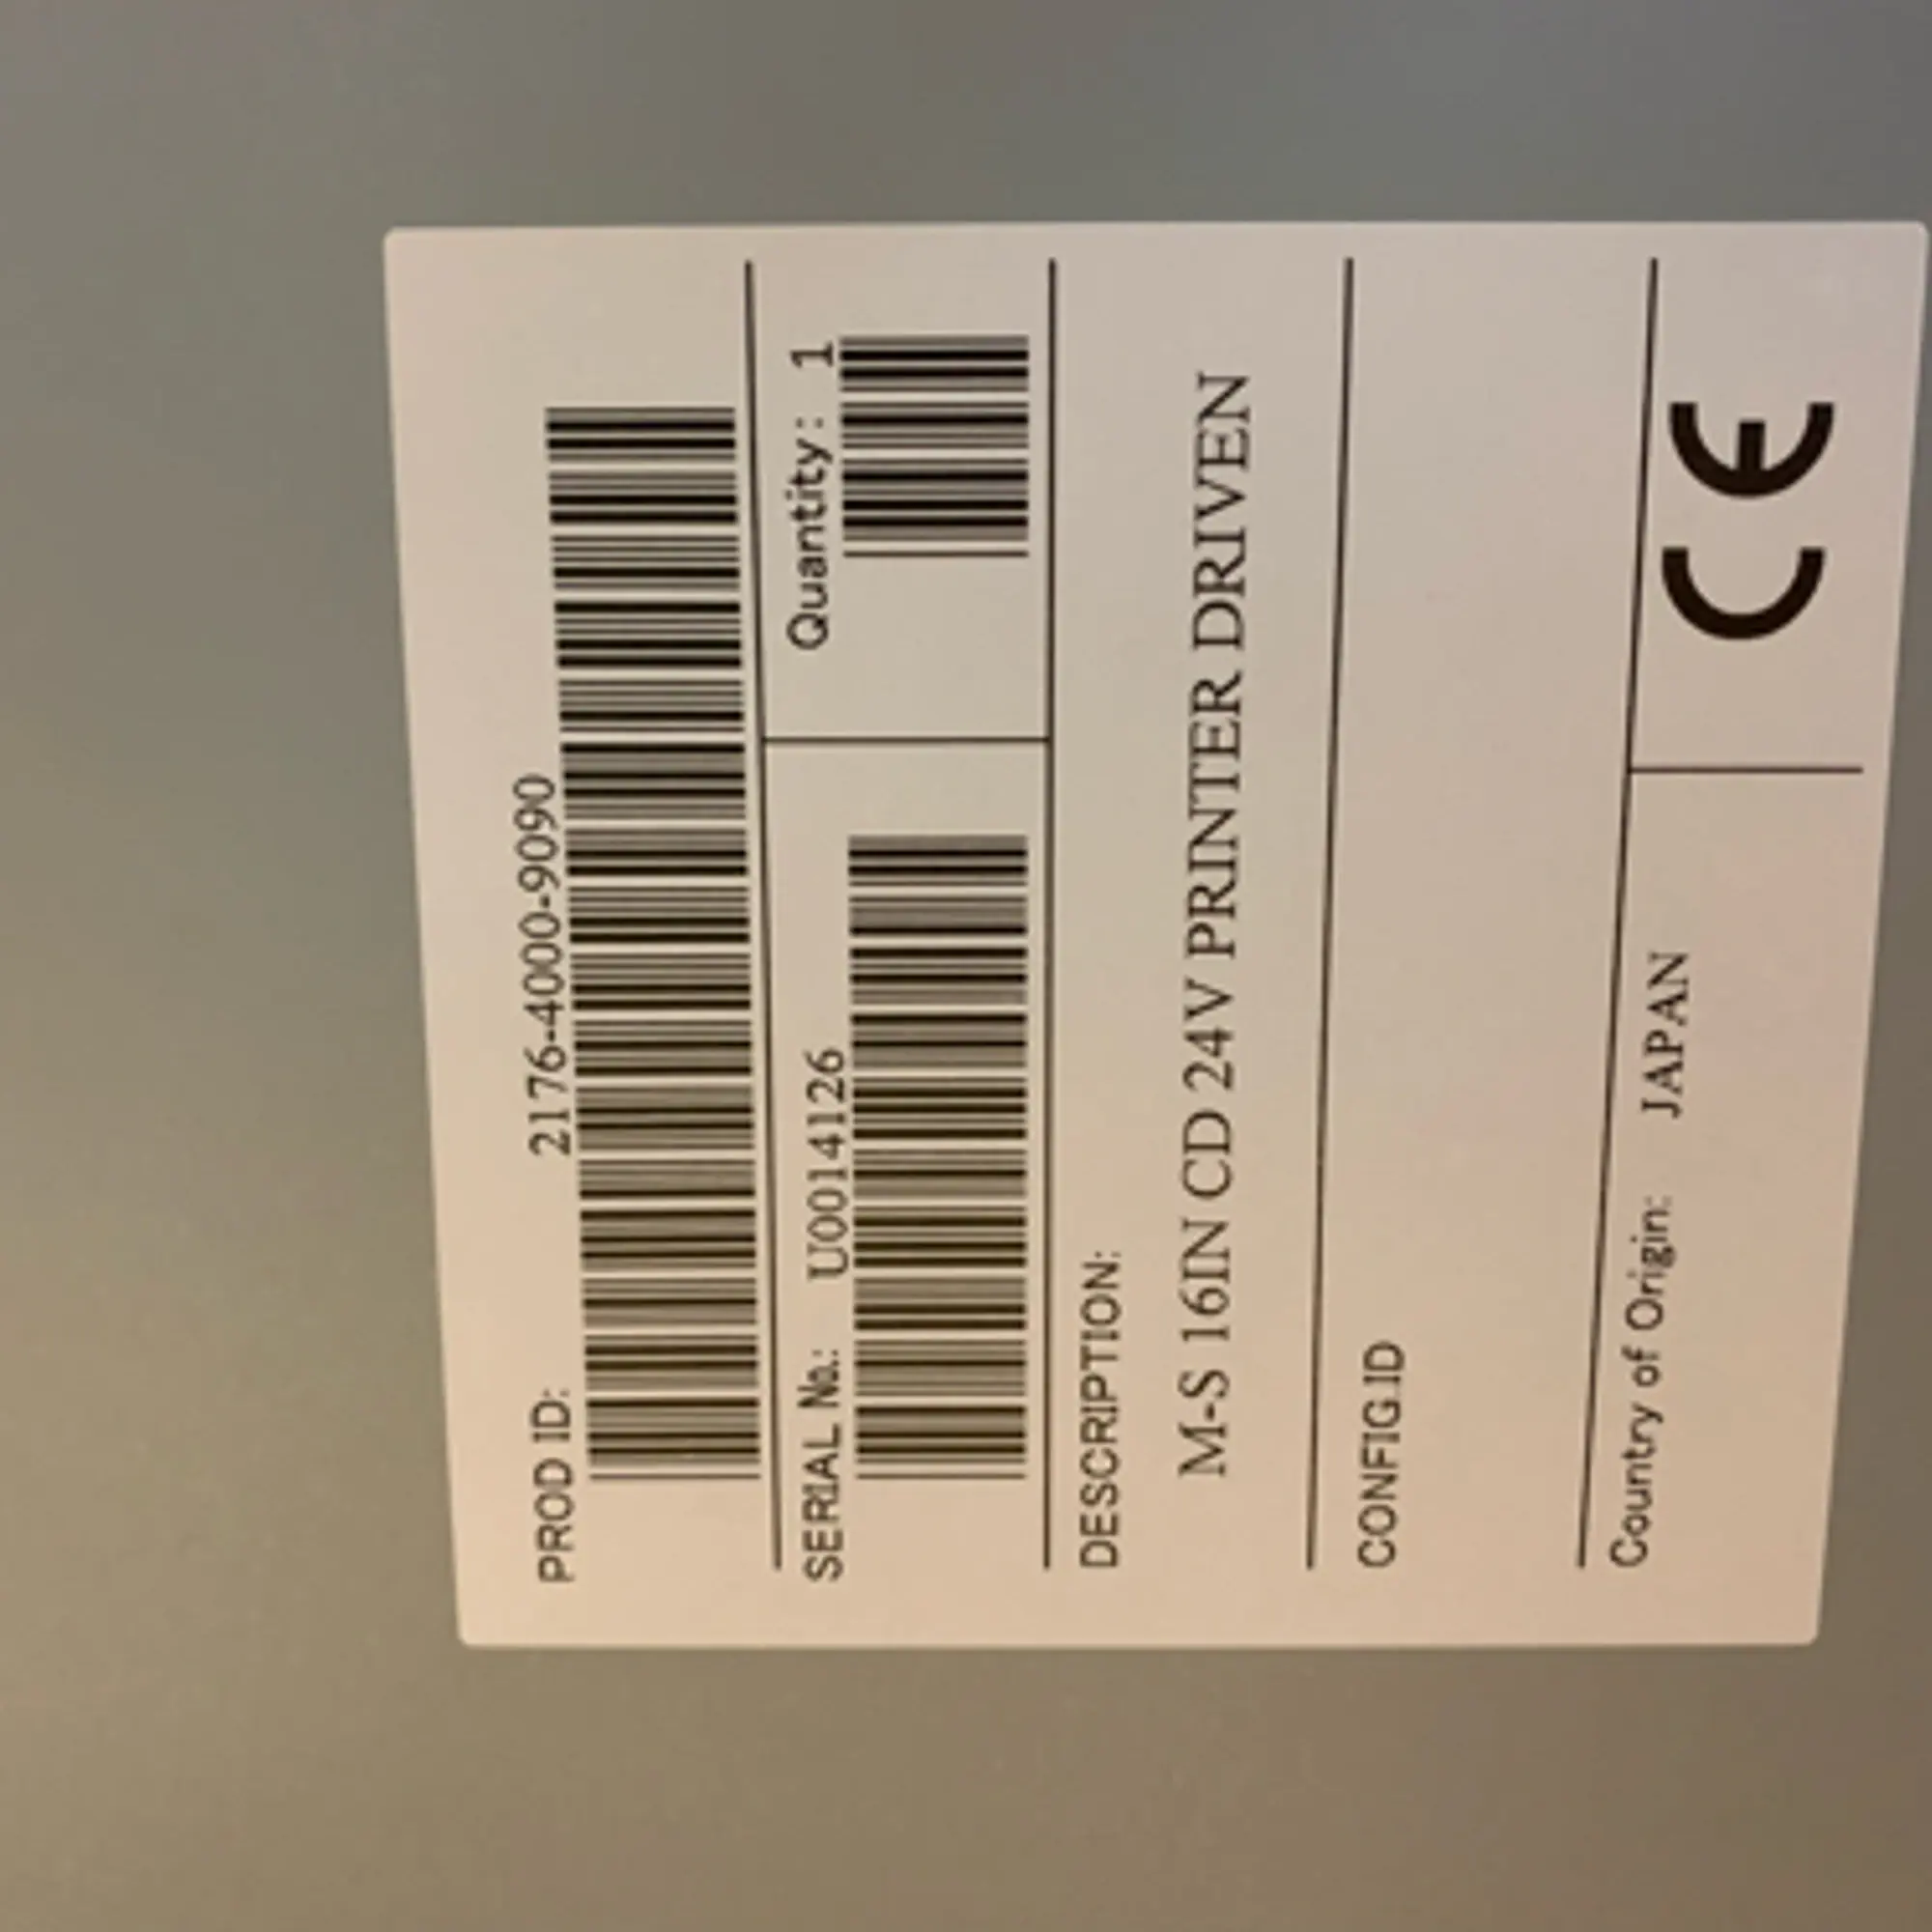 PROD ID: 2176-4000-9090
SERIAL No.: U0014126 Quantity: 1
DESCRIPTION:
M-S 16IN CD 24V PRINTER DRIVEN
CONFIG.ID
Country of Origin: JAPAN CE